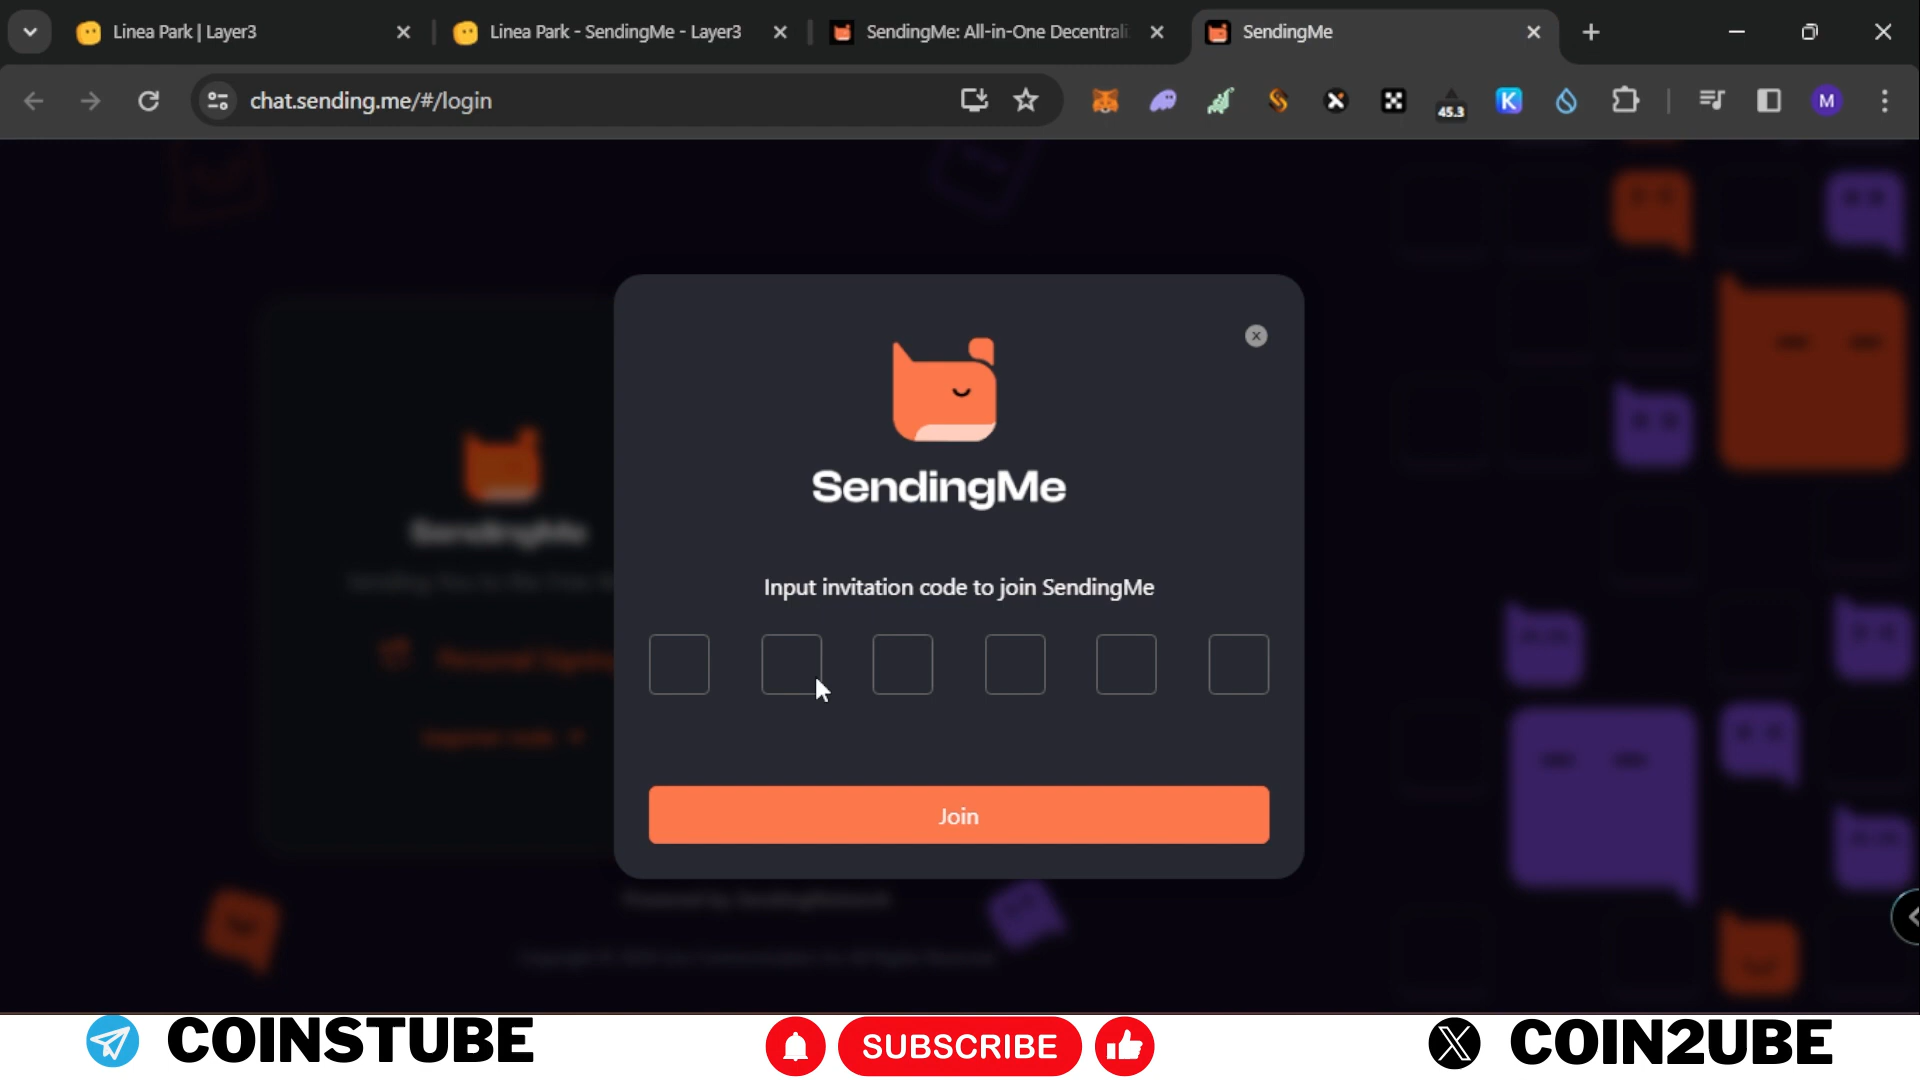 Linea Park | Layer3
Linea Park - SendingMe - Layer3
SendingMe: All-in-One Decentrali
SendingMe
chat.sending.me/#/login
45.3
K
M
SendingMe
Input invitation code to join SendingMe
Join
SendingMe
COINSTUBE
SUBSCRIBE
COIN2UBE